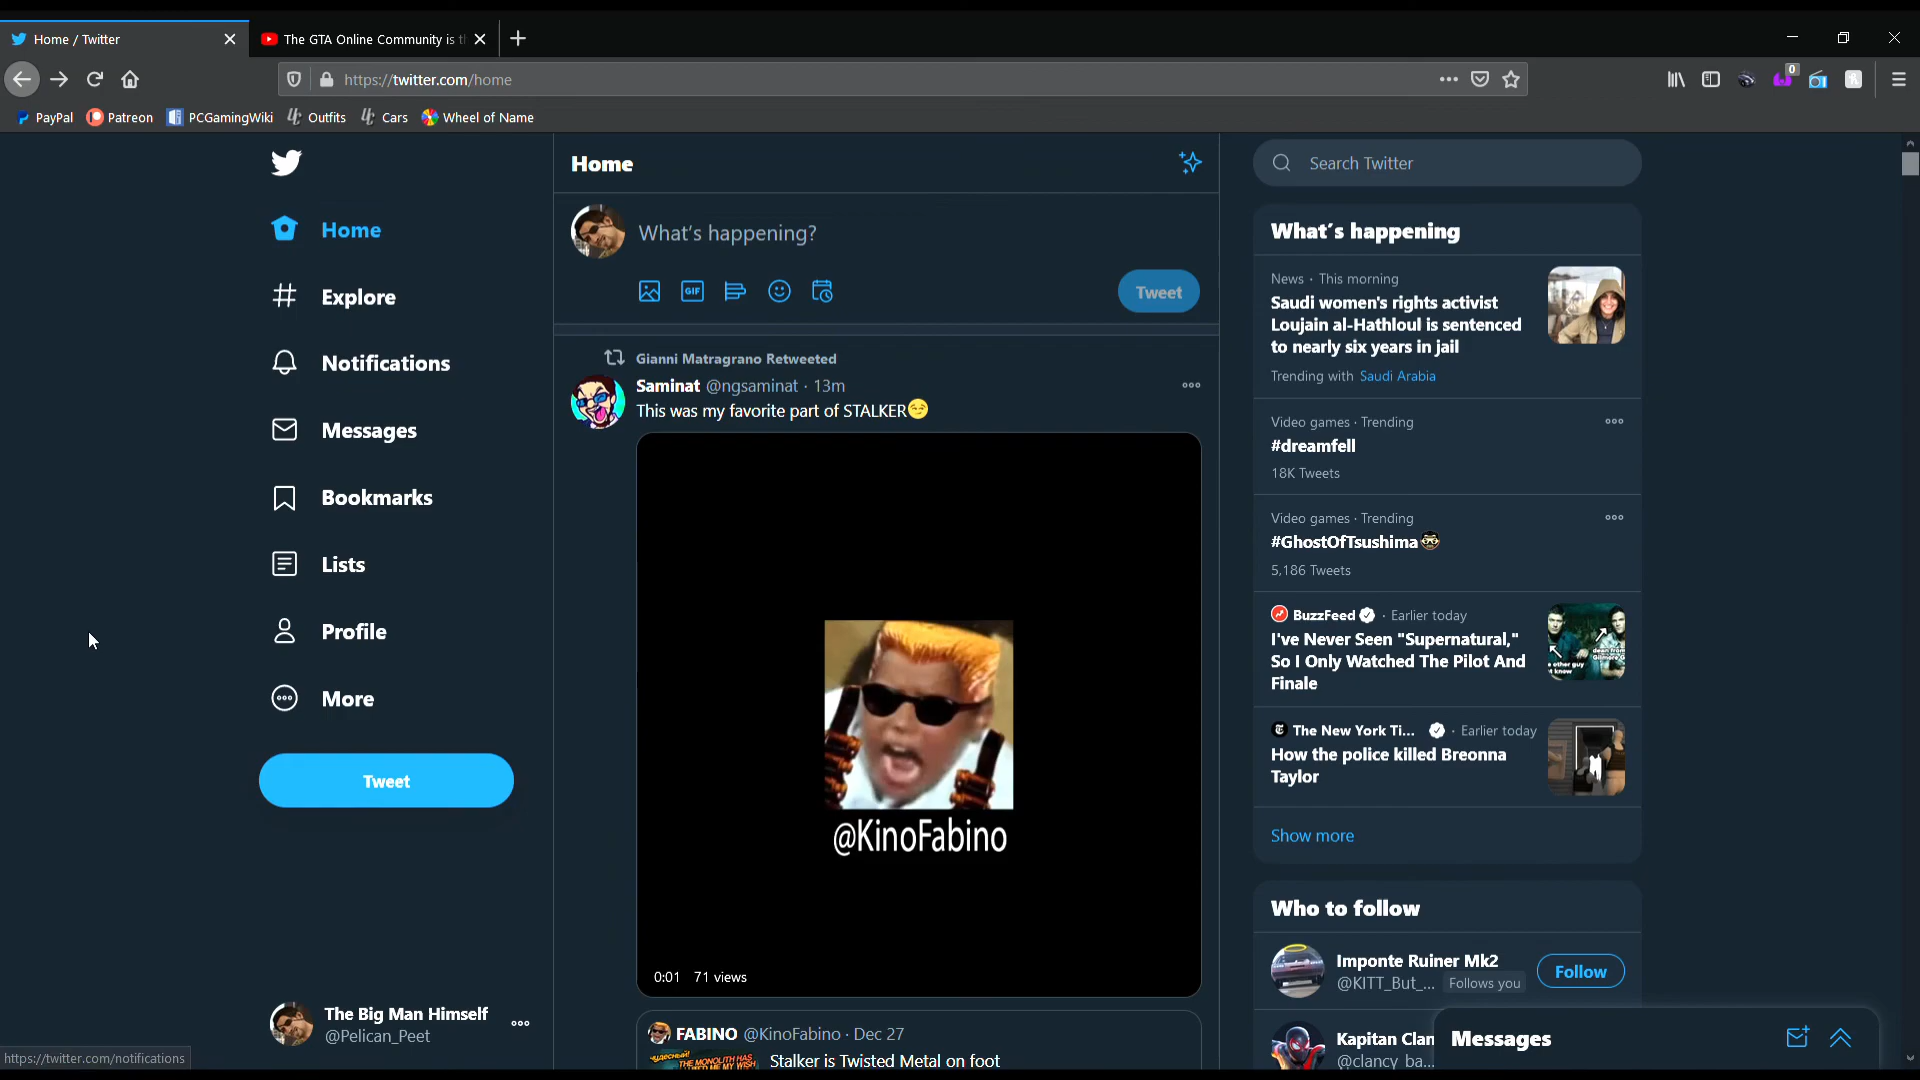 Home / Twitter
The GTA Online Community is t
https://twitter.com/home
0
PayPal
Patreon
PCGamingWiki
Outfits
Cars
Wheel of Name
Home
Explore
Notifications
Messages
Bookmarks
Lists
Profile
More
Tweet
The Big Man Himself
@Pelican_Peet
https://twitter.com/notifications
Home
What's happening?
GIF
Tweet
Gianni Matragrano Retweeted
Saminat @ngsaminat · 13m
This was my favorite part of STALKER😏
@KinoFabino
0:01 71 views
FABINO @KinoFabino · Dec 27
Stalker is Twisted Metal on foot
чудесный!
THE MONOLITH HAS
Search Twitter
What's happening
News · This morning
Saudi women's rights activist
Loujain al-Hathloul is sentenced
to nearly six years in jail
Trending with Saudi Arabia
Video games · Trending
#dreamfell
18K Tweets
Video games · Trending
#GhostOfTsushima
5,186 Tweets
BuzzFeed · Earlier today
I've Never Seen "Supernatural,"
So I Only Watched The Pilot And
Finale
The New York Ti... · Earlier today
How the police killed Breonna
Taylor
Show more
Who to follow
Imponte Ruiner Mk2
@KITT_But_... Follows you
Follow
Kapitan Clan
@clancy_ba...
Messages